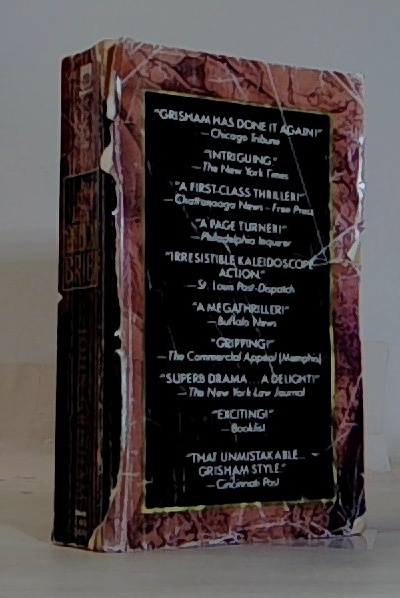 "GRISHAM HAS DONE IT AGAIN!"
—Chicago Tribune
"INTRIGUING"
—The New York Times
"A FIRST-CLASS THRILLER!"
—Chattanooga News–Free Press
"A PAGE TURNER!"
—Philadelphia Inquirer
"IRRESISTIBLE KALEIDOSCOPE
ACTION."
—St. Louis Post-Dispatch
"A MEGATHRILLER!"
—Buffalo News
"GRIPPING!"
—The Commercial Appeal (Memphis)
"SUPERB DRAMA...A DELIGHT!"
—The New York Law Journal
"EXCITING!"
—Booklist
"THAT UNMISTAKABLE...
GRISHAM STYLE."
—Cincinnati Post
BRIEF